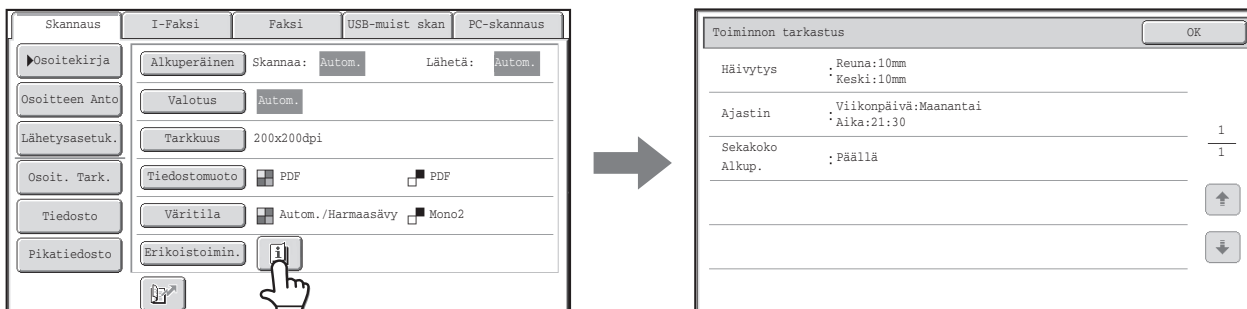 Skannaus I-Faksi Faksi USB-muist skan PC-skannaus
Osoitekirja
Osoitteen Anto
Lähetysasetuk.
Osoit. Tark.
Tiedosto
Pikatiedosto
Alkuperäinen Skannaa: Autom. Lähetä: Autom.
Valotus Autom.
Tarkkuus 200x200dpi
Tiedostomuoto PDF PDF
Väritila Autom./Harmaasävy Mono2
Erikoistoimin.
Toiminnon tarkastus OK
Häivytys :Reuna:10mm
Keski:10mm
Ajastin :Viikonpäivä:Maanantai
Aika:21:30
Sekakoko
Alkup. :Päällä
1
1